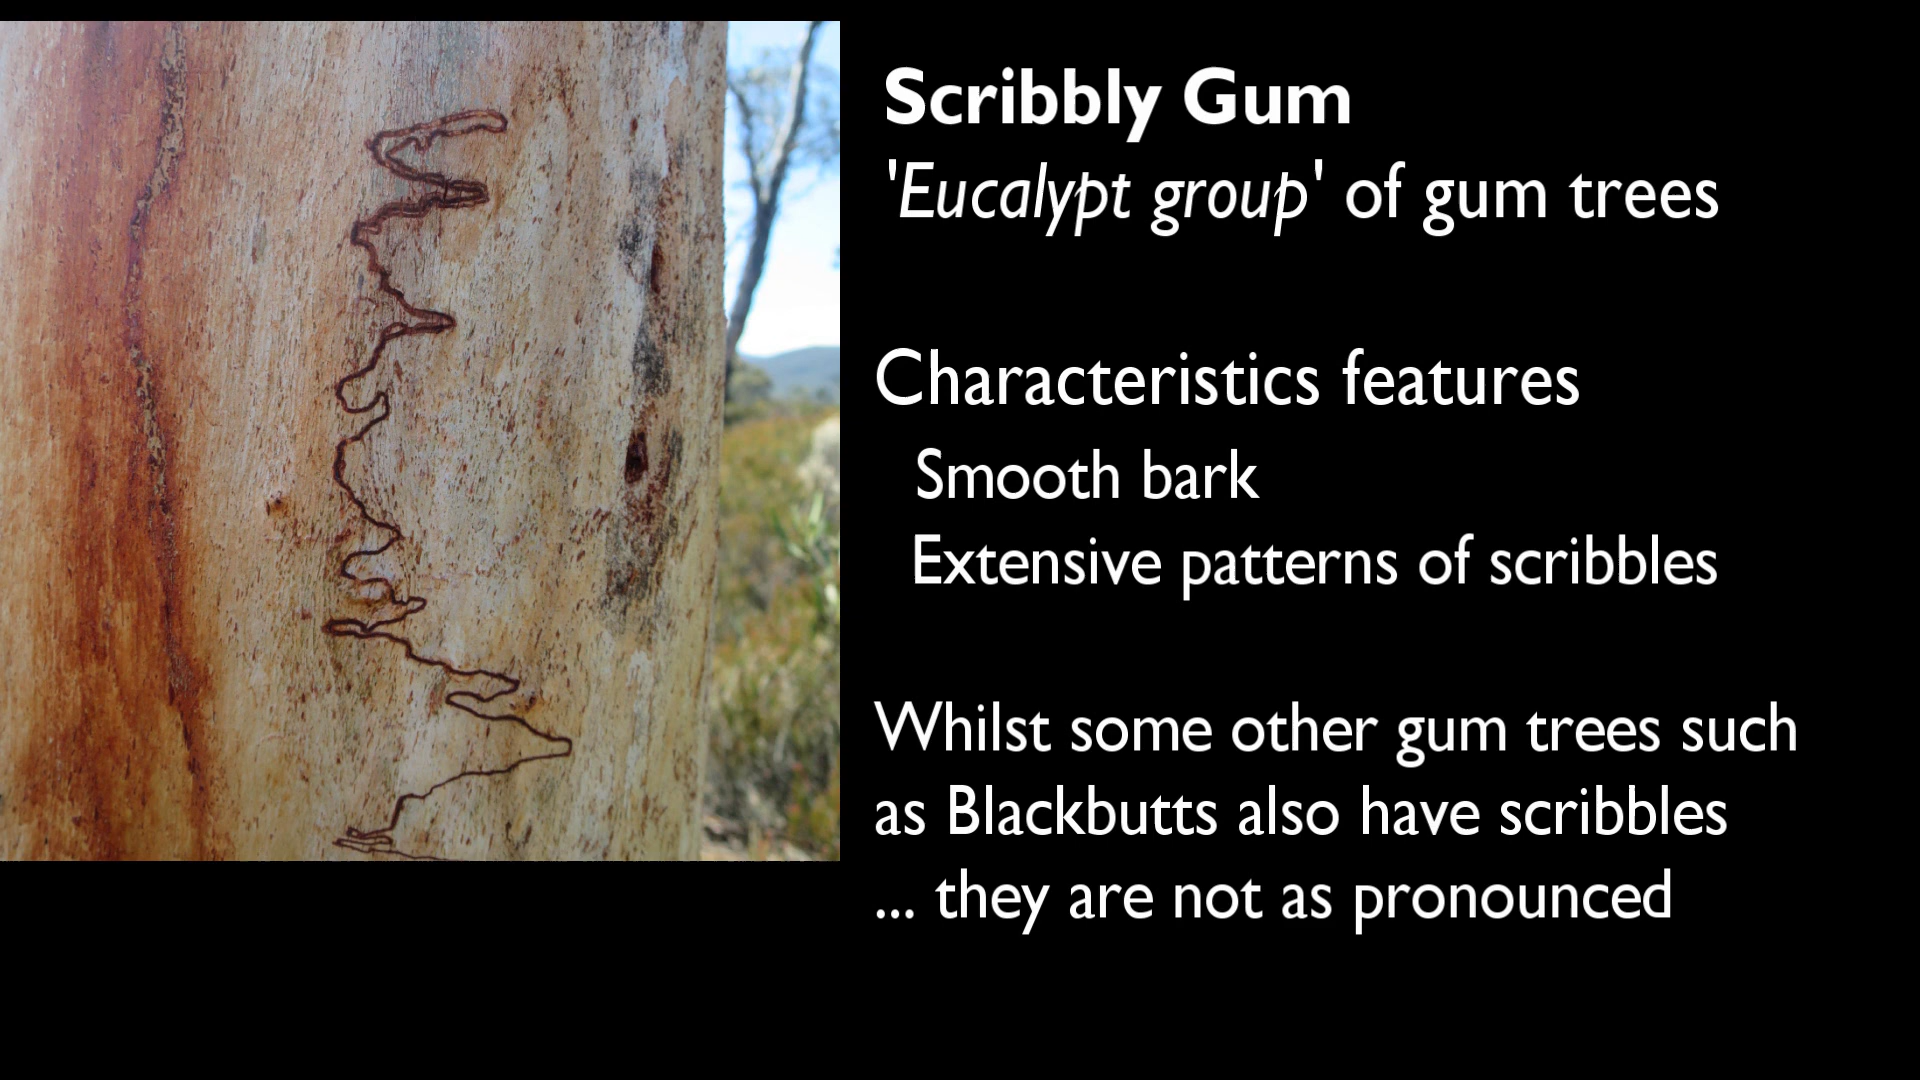 Scribbly Gum
'Eucalypt group' of gum trees
Characteristics features
Smooth bark
Extensive patterns of scribbles
Whilst some other gum trees such
as Blackbutts also have scribbles
... they are not as pronounced